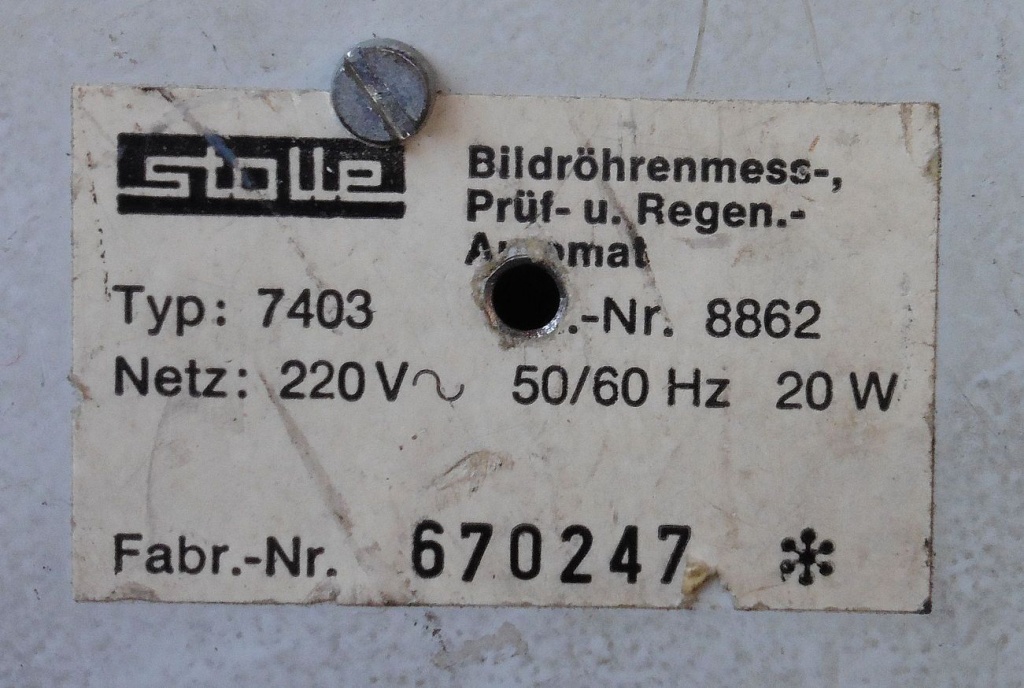 stolle
Bildröhrenmess-,
Prüf- u. Regen.-
Typ: 7403
-Nr. 8862
Netz: 220 V~ 50/60 Hz 20 W
Fabr.-Nr. 670247